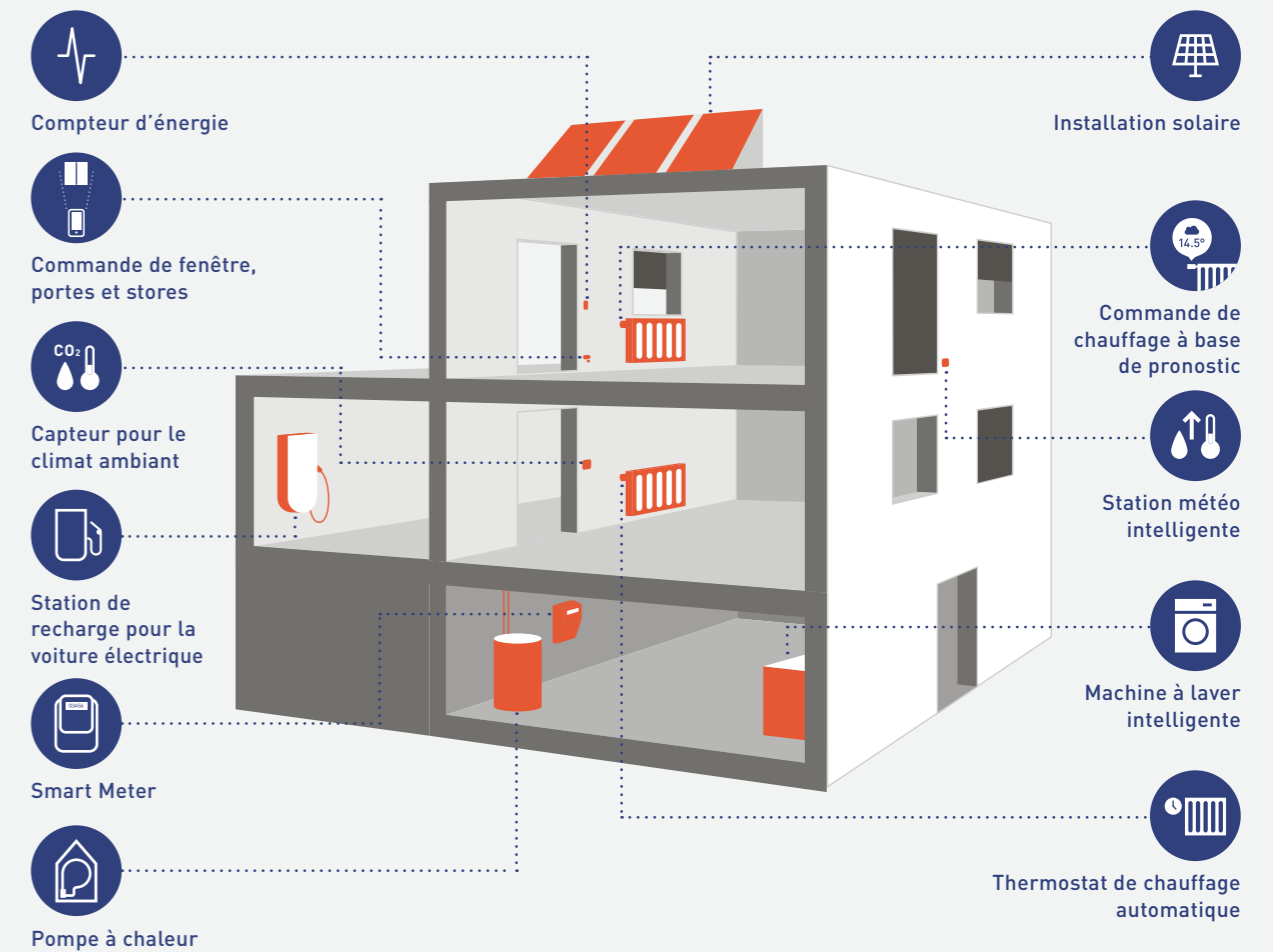 Compteur d'énergie
Commande de fenêtre,
portes et stores
CO₂
Capteur pour le
climat ambiant
Station de
recharge pour la
voiture électrique
Smart Meter
Pompe à chaleur
Installation solaire
14.5°
Commande de
chauffage à base
de pronostic
Station météo
intelligente
Machine à laver
intelligente
Thermostat de chauffage
automatique